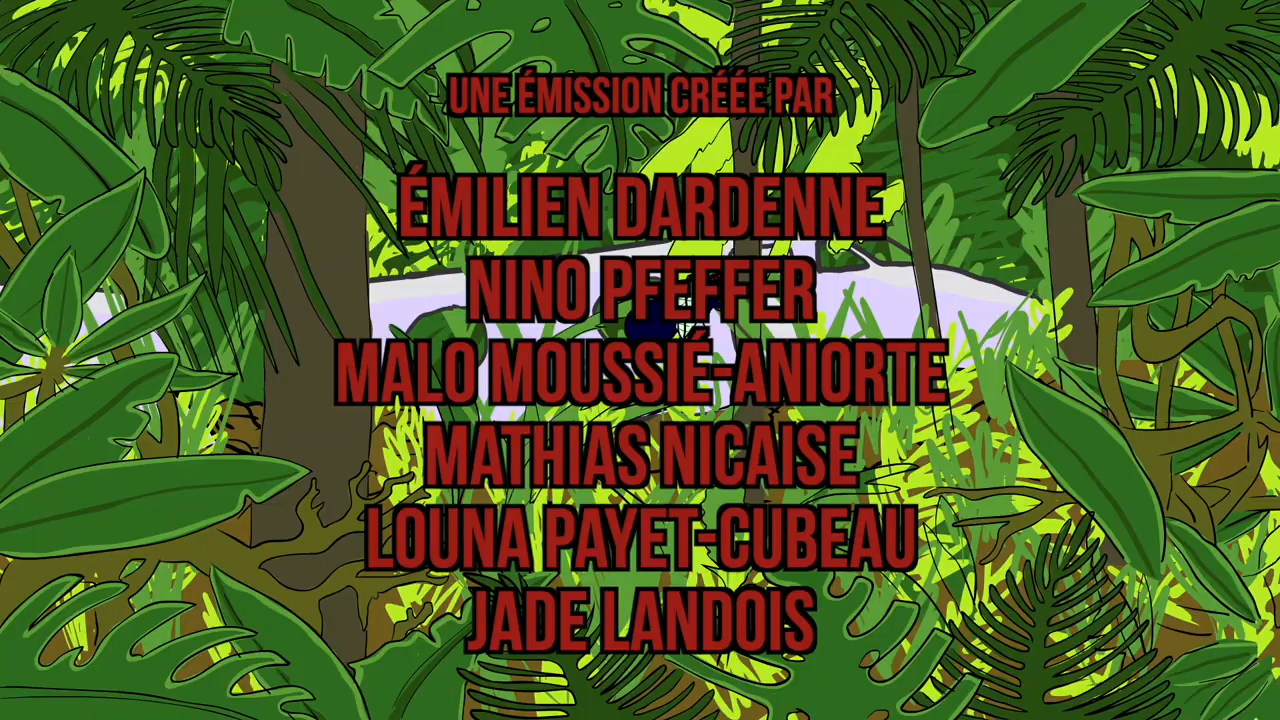 UNE ÉMISSION CRÉÉE PAR
ÉMILIEN DARDENNE
NINO PFEFFER
MALO MOUSSIÉ-ANIORTE
MATHIAS NICAISE
LOUNA PAYET-CUBEAU
JADE LANDOIS